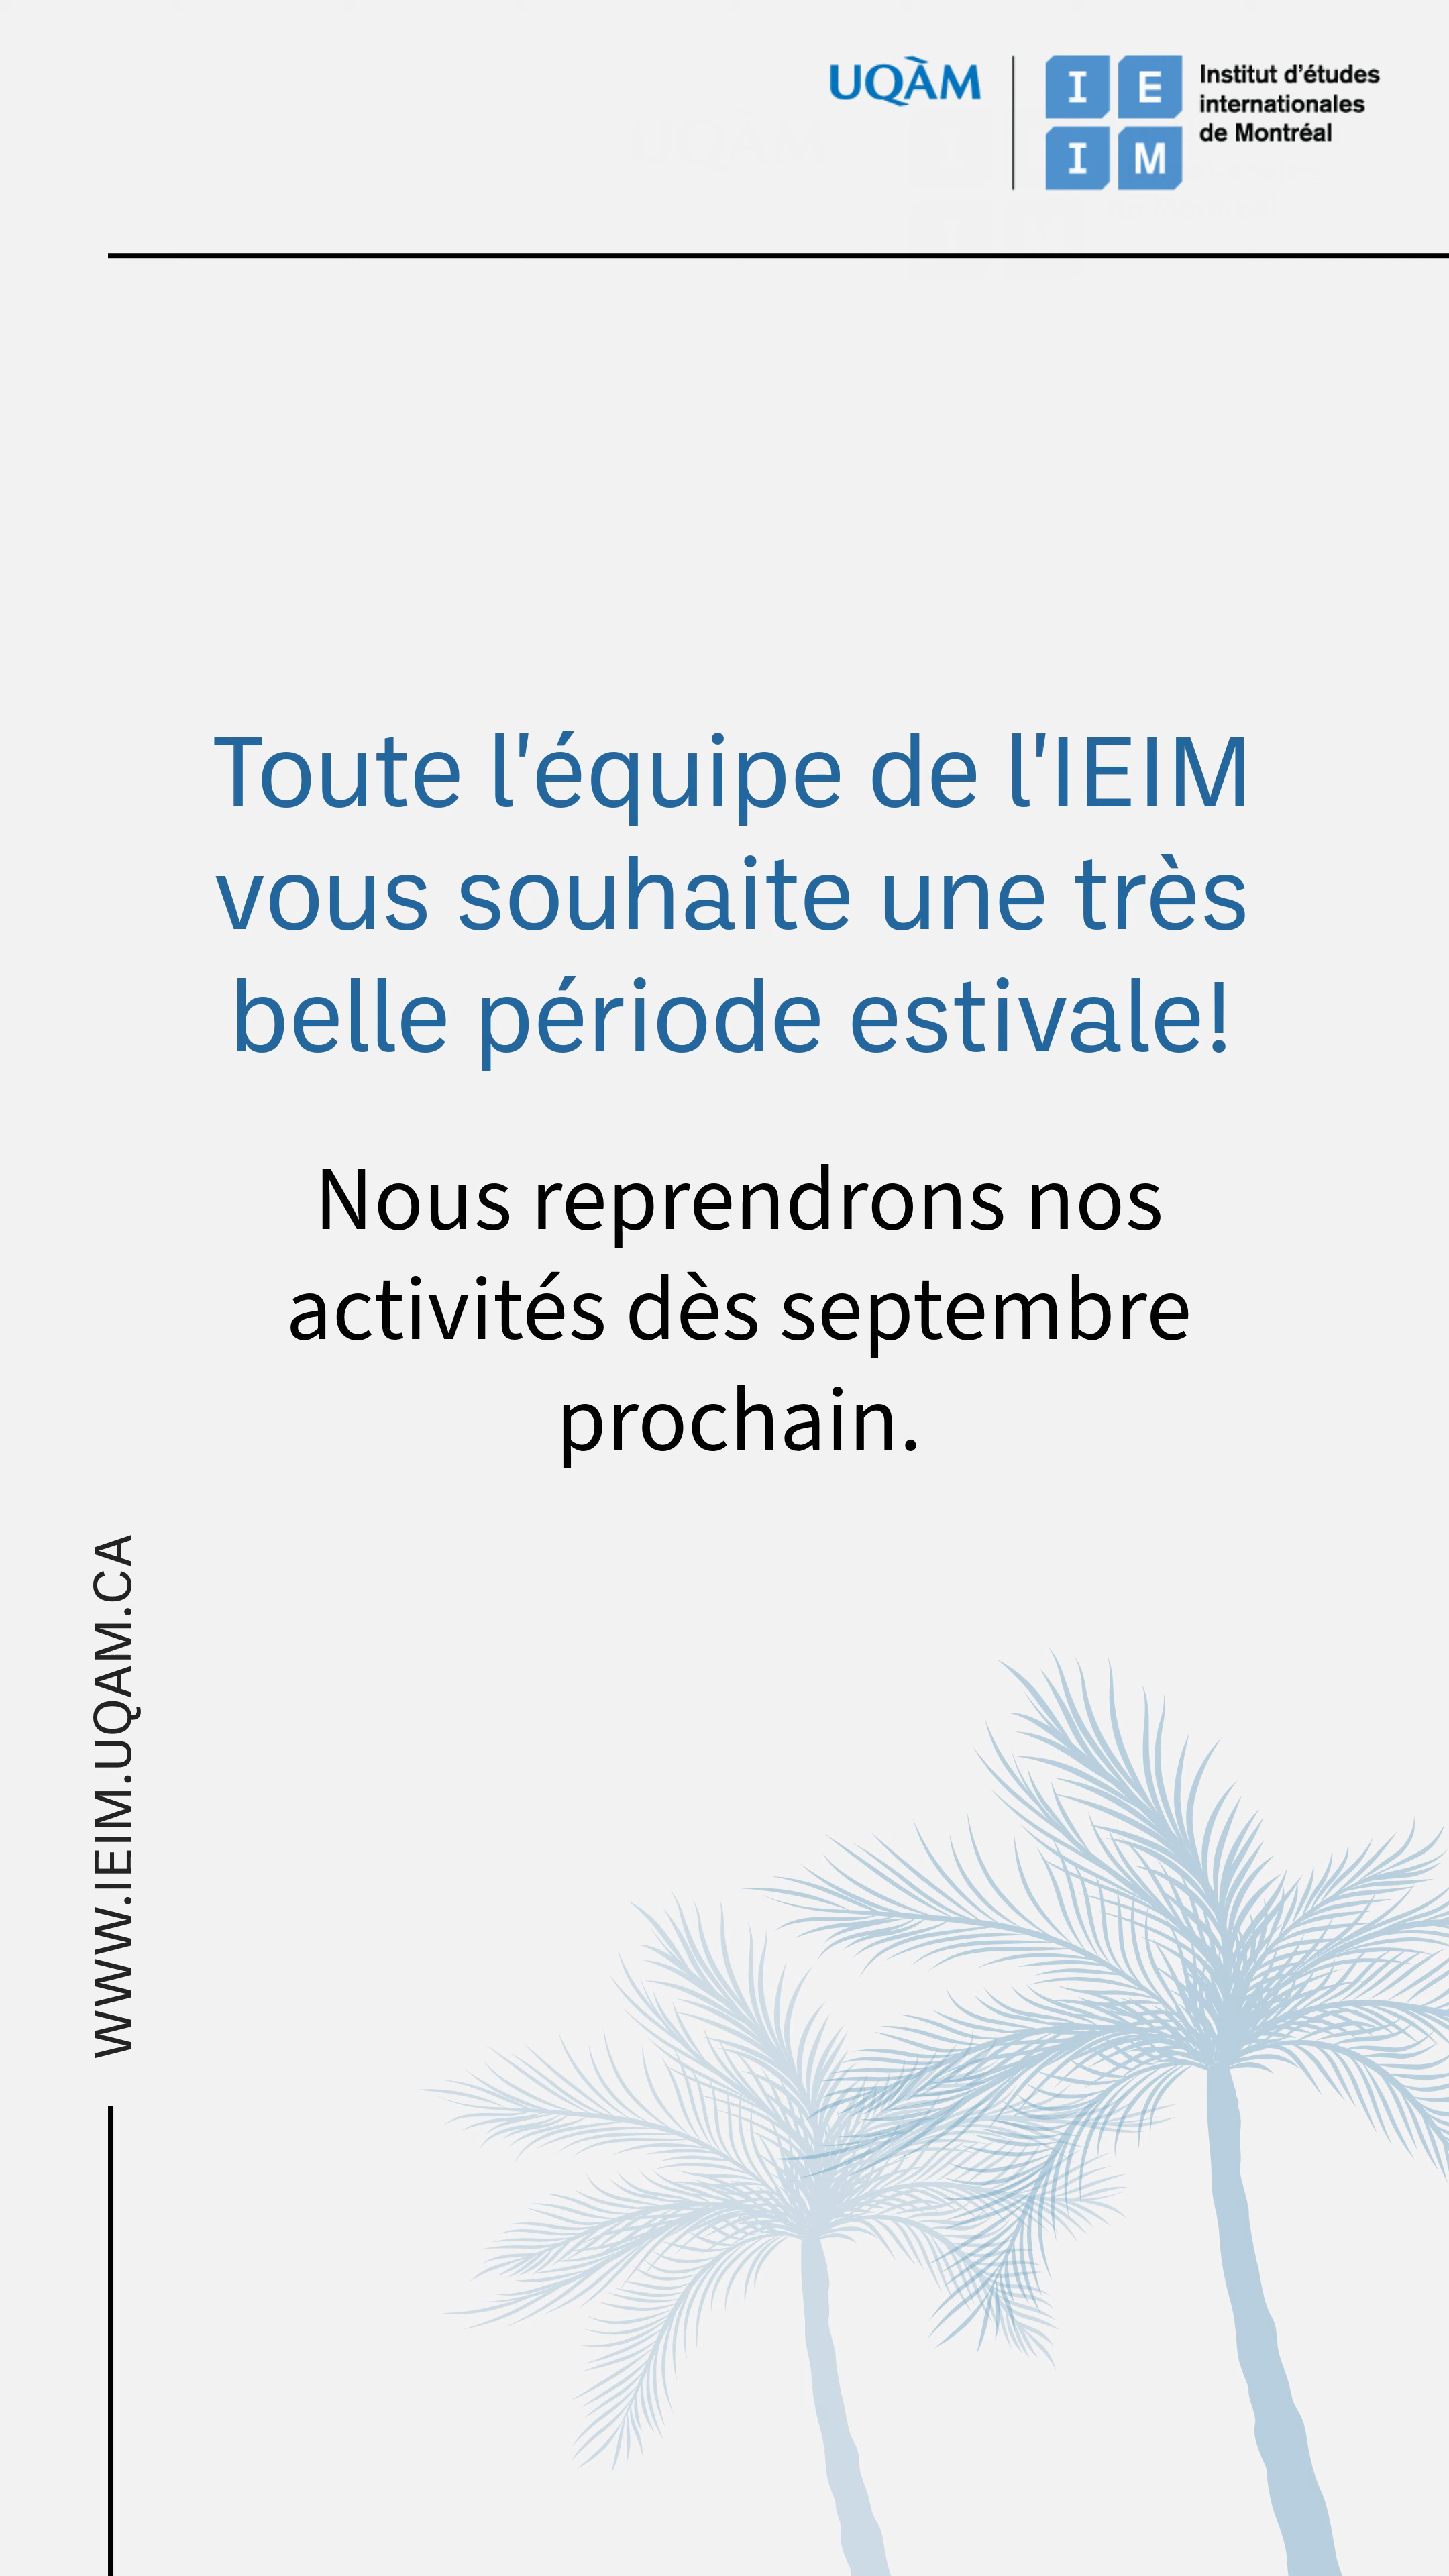 UQÀM
I E
I M
Institut d'études
internationales
de Montréal
Toute l'équipe de l'IEIM
vous souhaite une très
belle période estivale!
Nous reprendrons nos
activités dès septembre
prochain.
WWW.IEIM.UQAM.CA